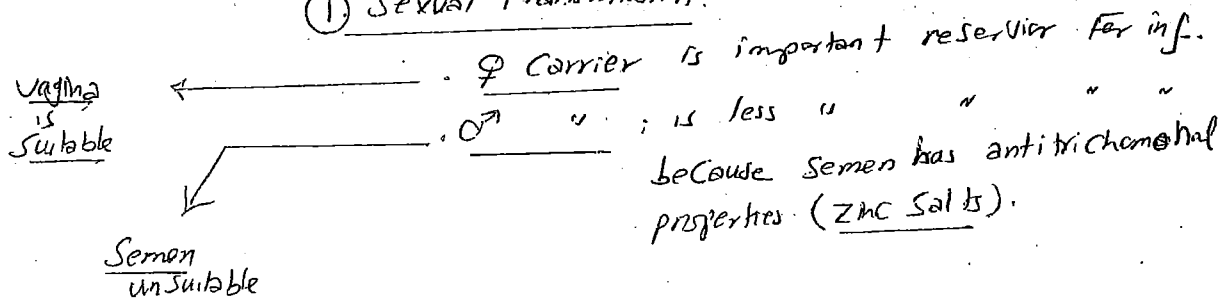 ① Sexual Transmission.
. ♀ Carrier is important reservior For inf.
vagina
is
suitable
. ♂ " ; is less " " " "
because semen has antitrichomonal
properties (Zinc Salts).
Semen
unsuitable